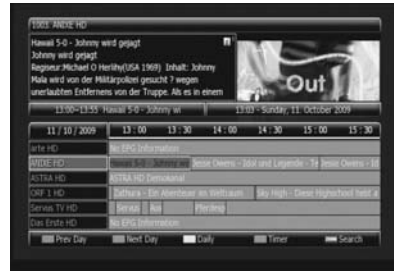 1003. ANIXE HD
Hawaii 5-0 - Johnny wird gejagt
Johnny wird gejagt
Regiseur:Michael O Herlihy(USA 1969) Inhalt: Johnny
Mala wird von der Militärpolizei gesucht ? wegen
unerlaubten Entfernens von der Truppe. Als es in einem
Out
13:00~13:55 Hawaii 5-0 - Johnny wi
13:03 - Sunday, 11. October 2009
11 / 10 / 2009 13 : 00 13 : 30 14 : 00 14 : 30 15 : 00 15 : 30
arte HD No EPG Information
ANIXE HD Hawaii 5-0 - Johnny wi Jesse Owens - Idol und Legende - Te Jesse Owens - Id
ASTRA HD ASTRA HD Demokanal
ORF 1 HD Zathura - Ein Abenteuer im Weltraum Sky High - Diese Highschool hebt a
Servus TV HD Servus Pferdesp
Das Erste HD No EPG Information
Prev Day Next Day Daily Timer Search